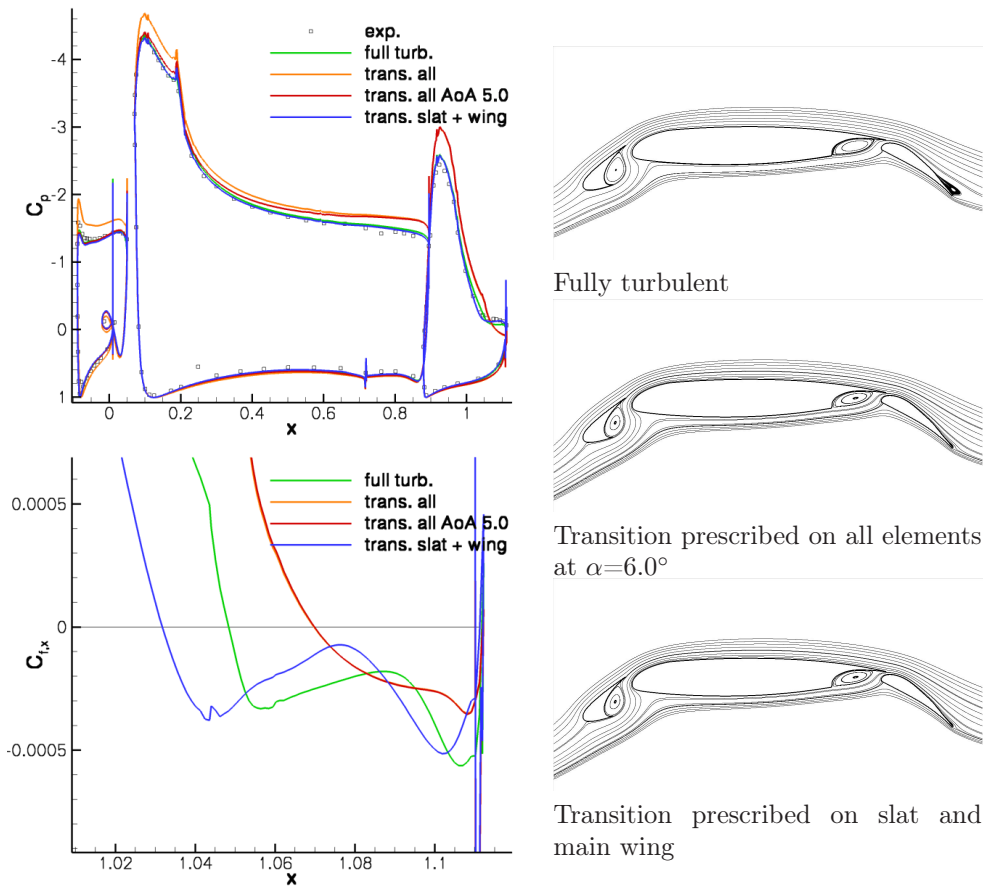 -4
-3
-2
-1
0
1
Cp
0
0.2
0.4
0.6
0.8
1
x
exp.
full turb.
trans. all
trans. all AoA 5.0
trans. slat + wing
0.0005
0
-0.0005
Cf,x
1.02
1.04
1.06
1.08
1.1
x
full turb.
trans. all
trans. all AoA 5.0
trans. slat + wing
Fully turbulent
Transition prescribed on all elements
at α=6.0°
Transition prescribed on slat and
main wing